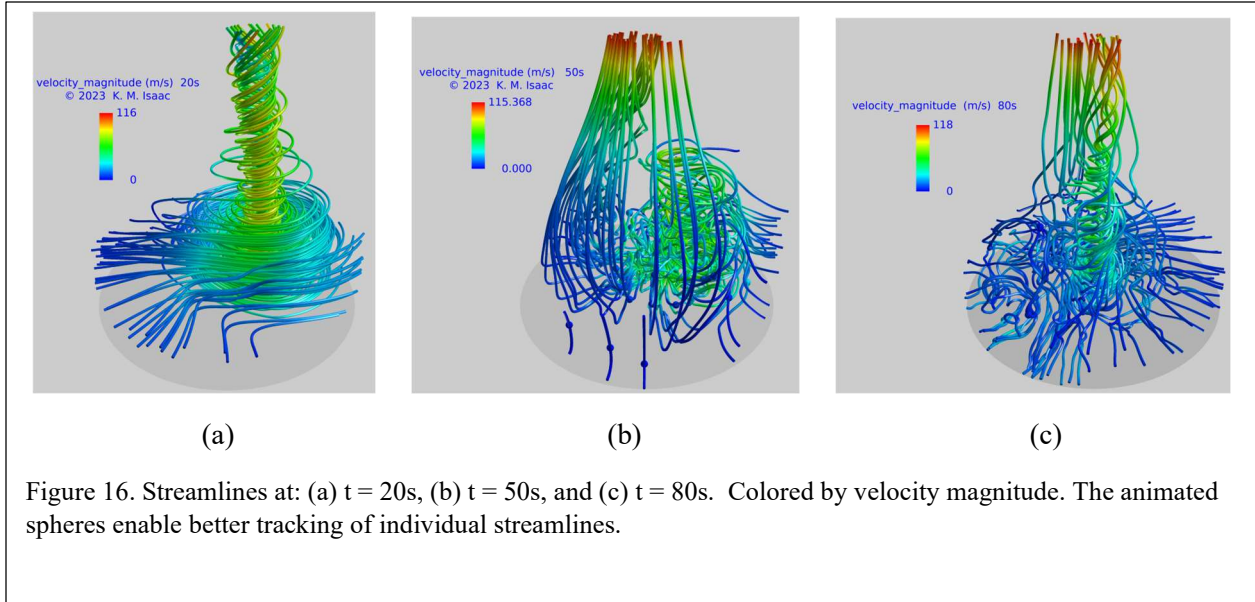 velocity_magnitude (m/s) 20s
© 2023 K. M. Isaac
116
0
velocity_magnitude (m/s) 50s
© 2023 K. M. Isaac
115.368
0.000
velocity_magnitude (m/s) 80s
118
0
(a)
(b)
(c)
Figure 16. Streamlines at: (a) t = 20s, (b) t = 50s, and (c) t = 80s. Colored by velocity magnitude. The animated
spheres enable better tracking of individual streamlines.